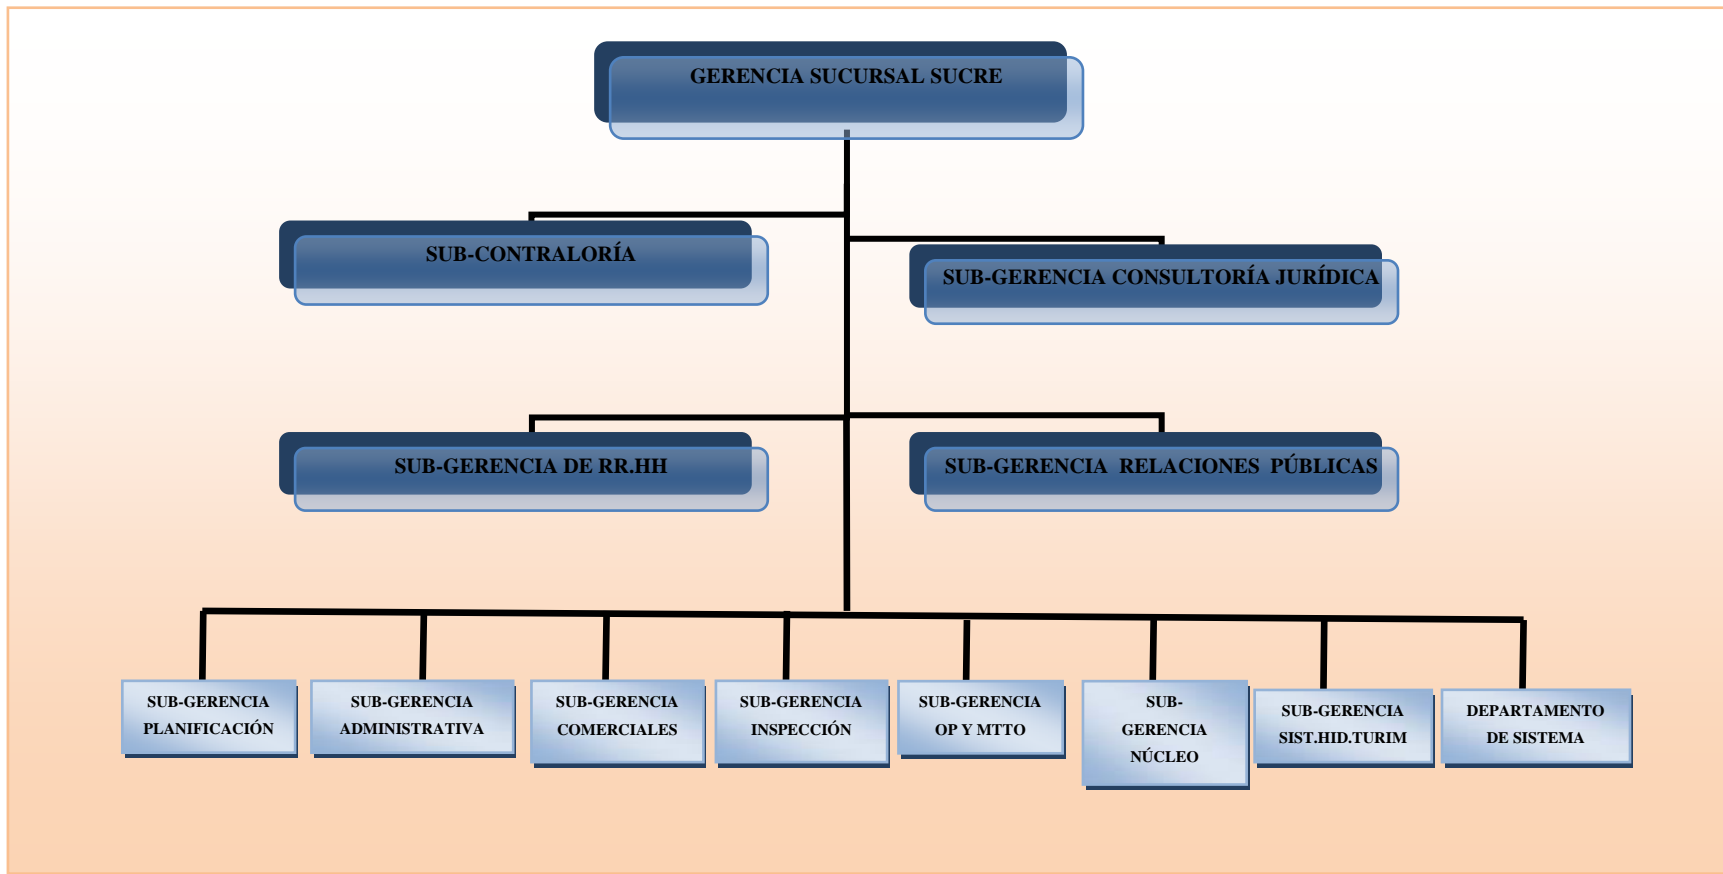 GERENCIA SUCURSAL SUCRE
SUB-CONTRALORÍA
SUB-GERENCIA CONSULTORÍA JURÍDICA
SUB-GERENCIA DE RR.HH
SUB-GERENCIA RELACIONES PÚBLICAS
SUB-GERENCIA
PLANIFICACIÓN
SUB-GERENCIA
ADMINISTRATIVA
SUB-GERENCIA
COMERCIALES
SUB-GERENCIA
INSPECCIÓN
SUB-GERENCIA
OP Y MTTO
SUB-
GERENCIA
NÚCLEO
SUB-GERENCIA
SIST.HID.TURIM
DEPARTAMENTO
DE SISTEMA